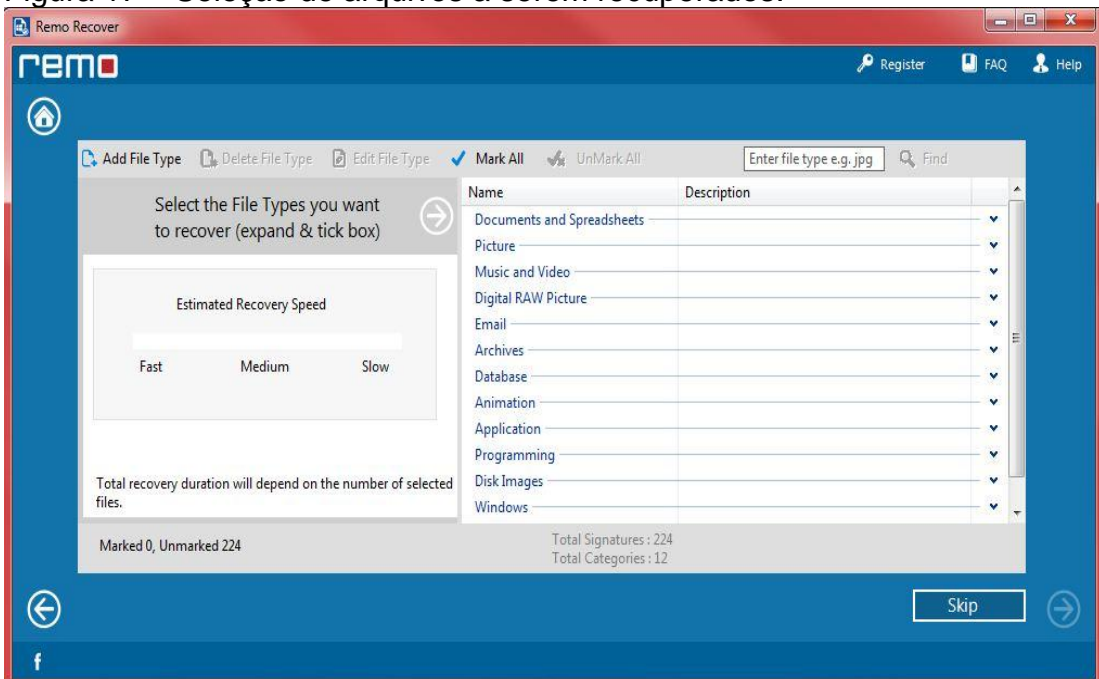 Remo Recover
remo
Register
FAQ
Help
Add File Type
Delete File Type
Edit File Type
Mark All
UnMark All
Enter file type e.g. jpg
Find
Select the File Types you want
to recover (expand & tick box)
Estimated Recovery Speed
Fast Medium Slow
Total recovery duration will depend on the number of selected
files.
Name Description
Documents and Spreadsheets
Picture
Music and Video
Digital RAW Picture
Email
Archives
Database
Animation
Application
Programming
Disk Images
Windows
Marked 0, Unmarked 224
Total Signatures : 224
Total Categories : 12
Skip
f